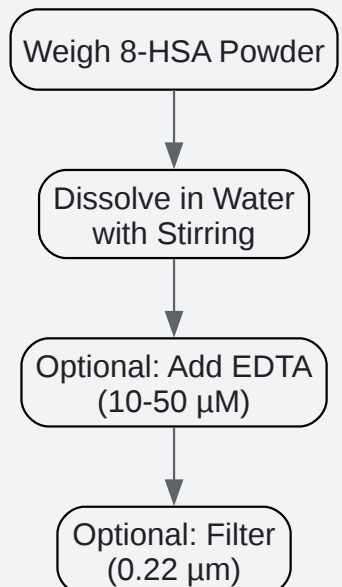 Weigh 8-HSA Powder
Dissolve in Water
with Stirring
Optional: Add EDTA
(10-50 µM)
Optional: Filter
(0.22 µm)